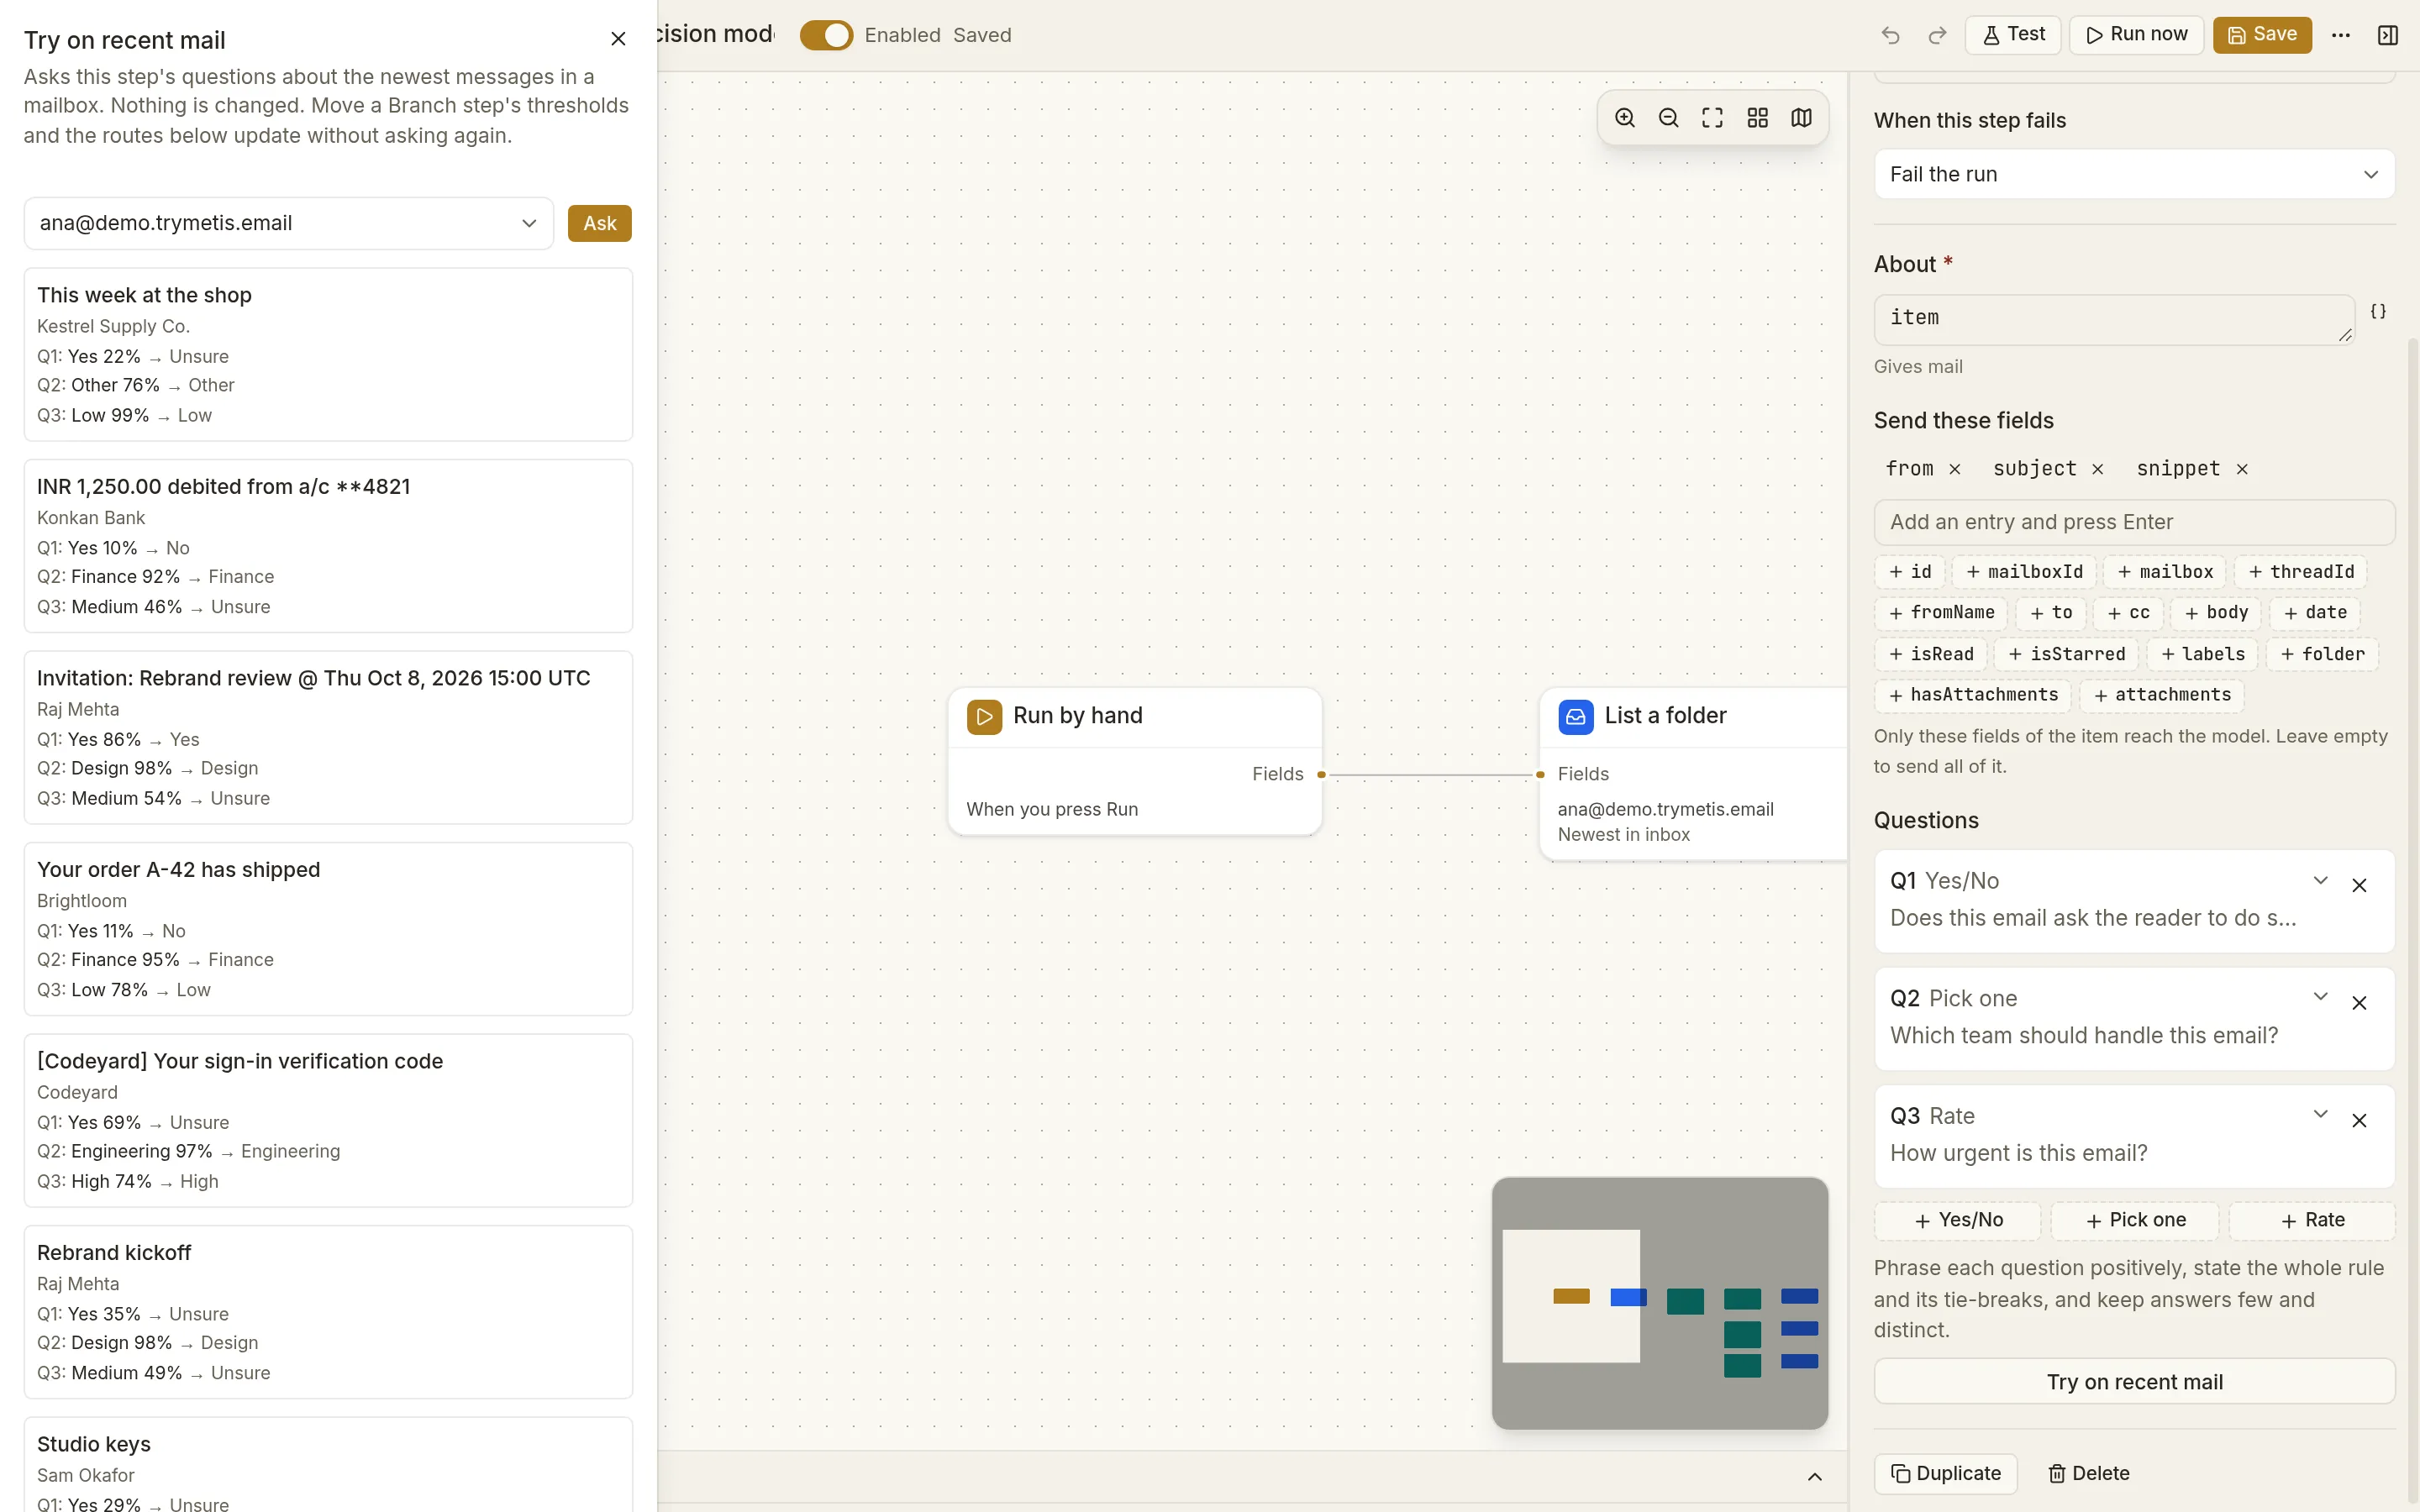 Try on recent mail
Asks this step's questions about the newest messages in a
mailbox. Nothing is changed. Move a Branch step's thresholds
and the routes below update without asking again.
ana@demo.trymetis.email
Ask
This week at the shop
Kestrel Supply Co.
Q1: Yes 22% → Unsure
Q2: Other 76% → Other
Q3: Low 99% → Low
INR 1,250.00 debited from a/c **4821
Konkan Bank
Q1: Yes 10% → No
Q2: Finance 92% → Finance
Q3: Medium 46% → Unsure
Invitation: Rebrand review @ Thu Oct 8, 2026 15:00 UTC
Raj Mehta
Q1: Yes 86% → Yes
Q2: Design 98% → Design
Q3: Medium 54% → Unsure
Your order A-42 has shipped
Brightloom
Q1: Yes 11% → No
Q2: Finance 95% → Finance
Q3: Low 78% → Low
[Codeyard] Your sign-in verification code
Codeyard
Q1: Yes 69% → Unsure
Q2: Engineering 97% → Engineering
Q3: High 74% → High
Rebrand kickoff
Raj Mehta
Q1: Yes 35% → Unsure
Q2: Design 98% → Design
Q3: Medium 49% → Unsure
Studio keys
Sam Okafor
Q1: Yes 29% → Unsure
cision mod
Enabled Saved
Test
Run now
Save
Run by hand
Fields
When you press Run
List a folder
Fields
ana@demo.trymetis.email
Newest in inbox
When this step fails
Fail the run
About *
item
{}
Gives mail
Send these fields
from × subject × snippet ×
Add an entry and press Enter
+ id + mailboxId + mailbox + threadId
+ fromName + to + cc + body + date
+ isRead + isStarred + labels + folder
+ hasAttachments + attachments
Only these fields of the item reach the model. Leave empty
to send all of it.
Questions
Q1 Yes/No
Does this email ask the reader to do s...
Q2 Pick one
Which team should handle this email?
Q3 Rate
How urgent is this email?
+ Yes/No + Pick one + Rate
Phrase each question positively, state the whole rule
and its tie-breaks, and keep answers few and
distinct.
Try on recent mail
Duplicate
Delete